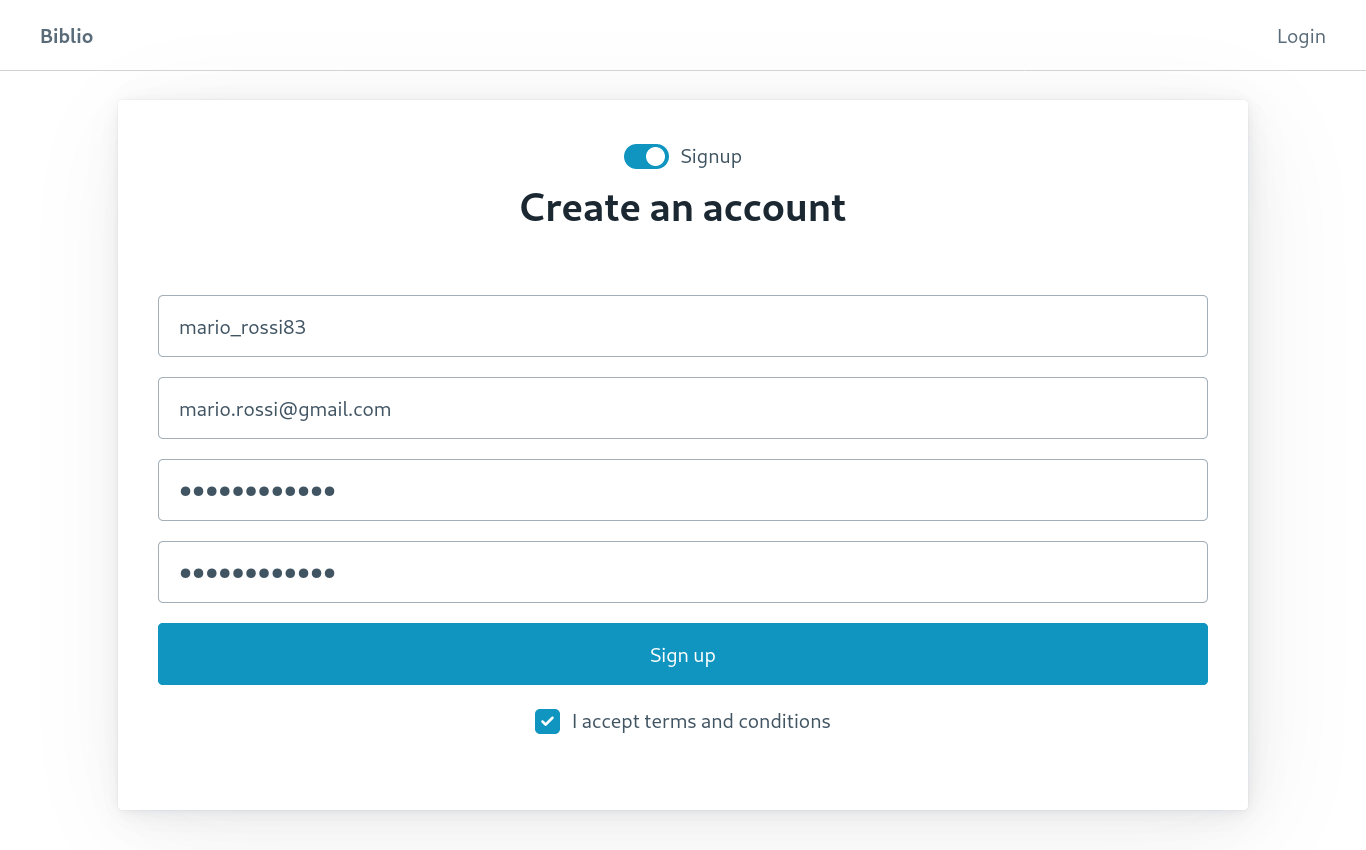 Biblio
Login
Signup
Create an account
mario_rossi83
mario.rossi@gmail.com
●●●●●●●●●●●●
●●●●●●●●●●●●
Sign up
I accept terms and conditions